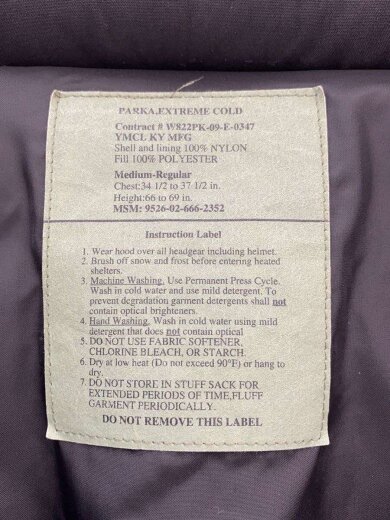 PARKA,EXTREME COLD
Contract # W822PK-09-E-0347
YMCL KY MFG
Shell and lining 100% NYLON
Fill 100% POLYESTER
Medium-Regular
Chest:34 1/2 to 37 1/2 in.
Height:66 to 69 in.
MSM: 9526-02-666-2352
Instruction Label
1. Wear hood over all headgear including helmet.
2. Brush off snow and frost before entering heated
shelters.
3. Machine Washing, Use Permanent Press Cycle.
Wash in cold water and use mild detergent. To
prevent degradation garment detergents shall not
contain optical brighteners.
4. Hand Washing, Wash in cold water using mild
detergent that does not contain optical
5. DO NOT USE FABRIC SOFTENER,
CHLORINE BLEACH, OR STARCH.
6. Dry at low heat (Do not exceed 90°F) or hang to
dry.
7. DO NOT STORE IN STUFF SACK FOR
EXTENDED PERIODS OF TIME,FLUFF
GARMENT PERIODICALLY.
DO NOT REMOVE THIS LABEL